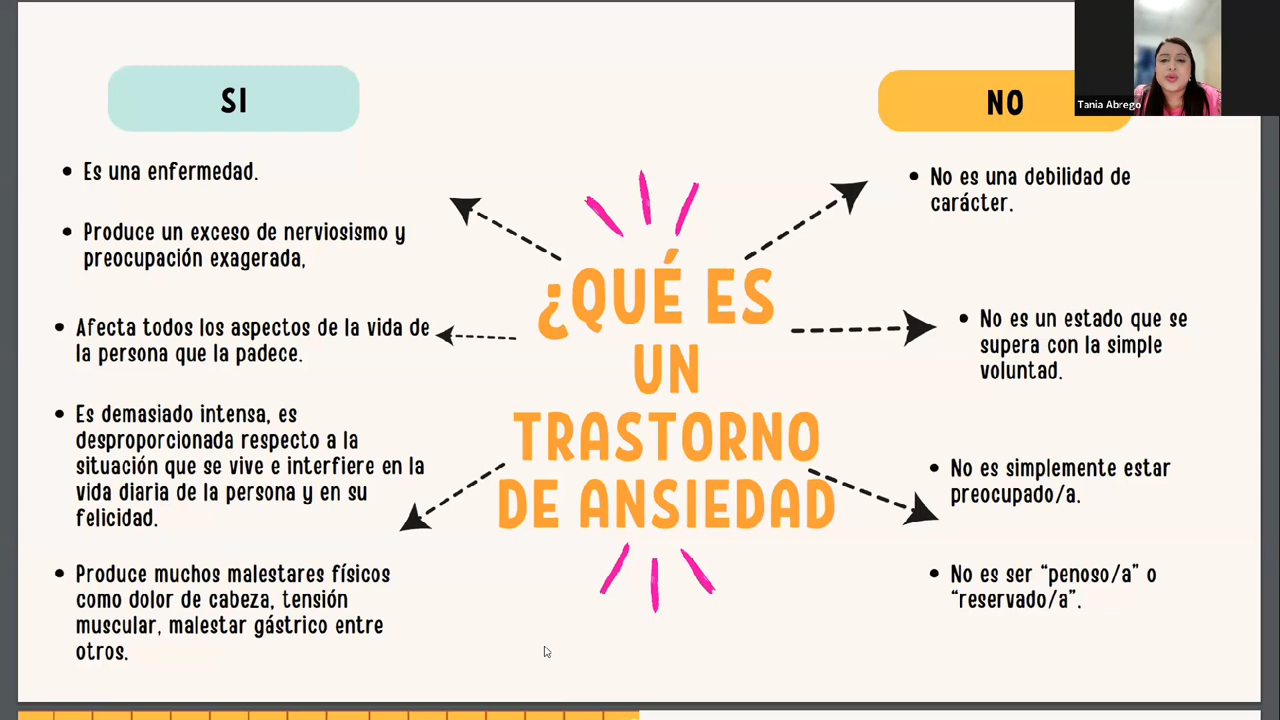 SI
• Es una enfermedad.
• Produce un exceso de nerviosismo y
preocupación exagerada,
• Afecta todos los aspectos de la vida de
la persona que la padece.
• Es demasiado intensa, es
desproporcionada respecto a la
situación que se vive e interfiere en la
vida diaria de la persona y en su
felicidad.
• Produce muchos malestares físicos
como dolor de cabeza, tensión
muscular, malestar gástrico entre
otros.
¿QUÉ ES
UN
TRASTORNO
DE ANSIEDAD
NO
• No es una debilidad de
carácter.
• No es un estado que se
supera con la simple
voluntad.
• No es simplemente estar
preocupado/a.
• No es ser “penoso/a” o
“reservado/a”.
Tania Abrego